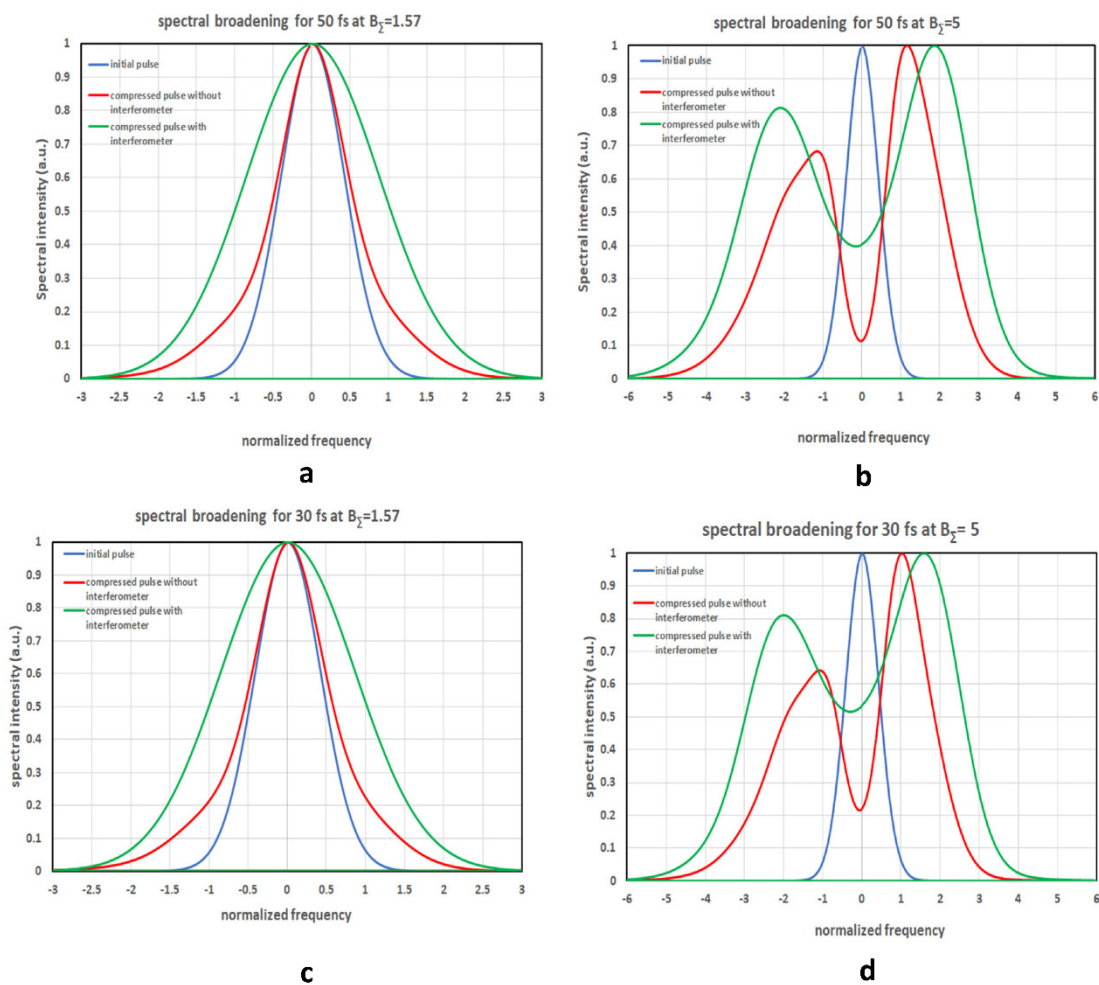 spectral broadening for 50 fs at BΣ=1.57
Spectral intensity (a.u.)
1
0.9
0.8
0.7
0.6
0.5
0.4
0.3
0.2
0.1
0
initial pulse
compressed pulse without
interferometer
compressed pulse with
interferometer
-3 -2.5 -2 -1.5 -1 -0.5 0 0.5 1 1.5 2 2.5 3
normalized frequency
a
spectral broadening for 50 fs at BΣ=5
Spectral intensity (a.u.)
1
0.9
0.8
0.7
0.6
0.5
0.4
0.3
0.2
0.1
0
initial pulse
compressed pulse without
interferometer
compressed pulse with
interferometer
-6 -5 -4 -3 -2 -1 0 1 2 3 4 5 6
normalized frequency
b
spectral broadening for 30 fs at BΣ=1.57
spectral intensity (a.u.)
1
0.9
0.8
0.7
0.6
0.5
0.4
0.3
0.2
0.1
0
initial pulse
compressed pulse without
interferometer
compressed pulse with
interferometer
-3 -2.5 -2 -1.5 -1 -0.5 0 0.5 1 1.5 2 2.5 3
normalized frequency
c
spectral broadening for 30 fs at BΣ= 5
spectral intensity (a.u.)
1
0.9
0.8
0.7
0.6
0.5
0.4
0.3
0.2
0.1
0
initial pulse
compressed pulse without
interferometer
compressed pulse with
interferometer
-6 -5 -4 -3 -2 -1 0 1 2 3 4 5 6
normalized frequency
d